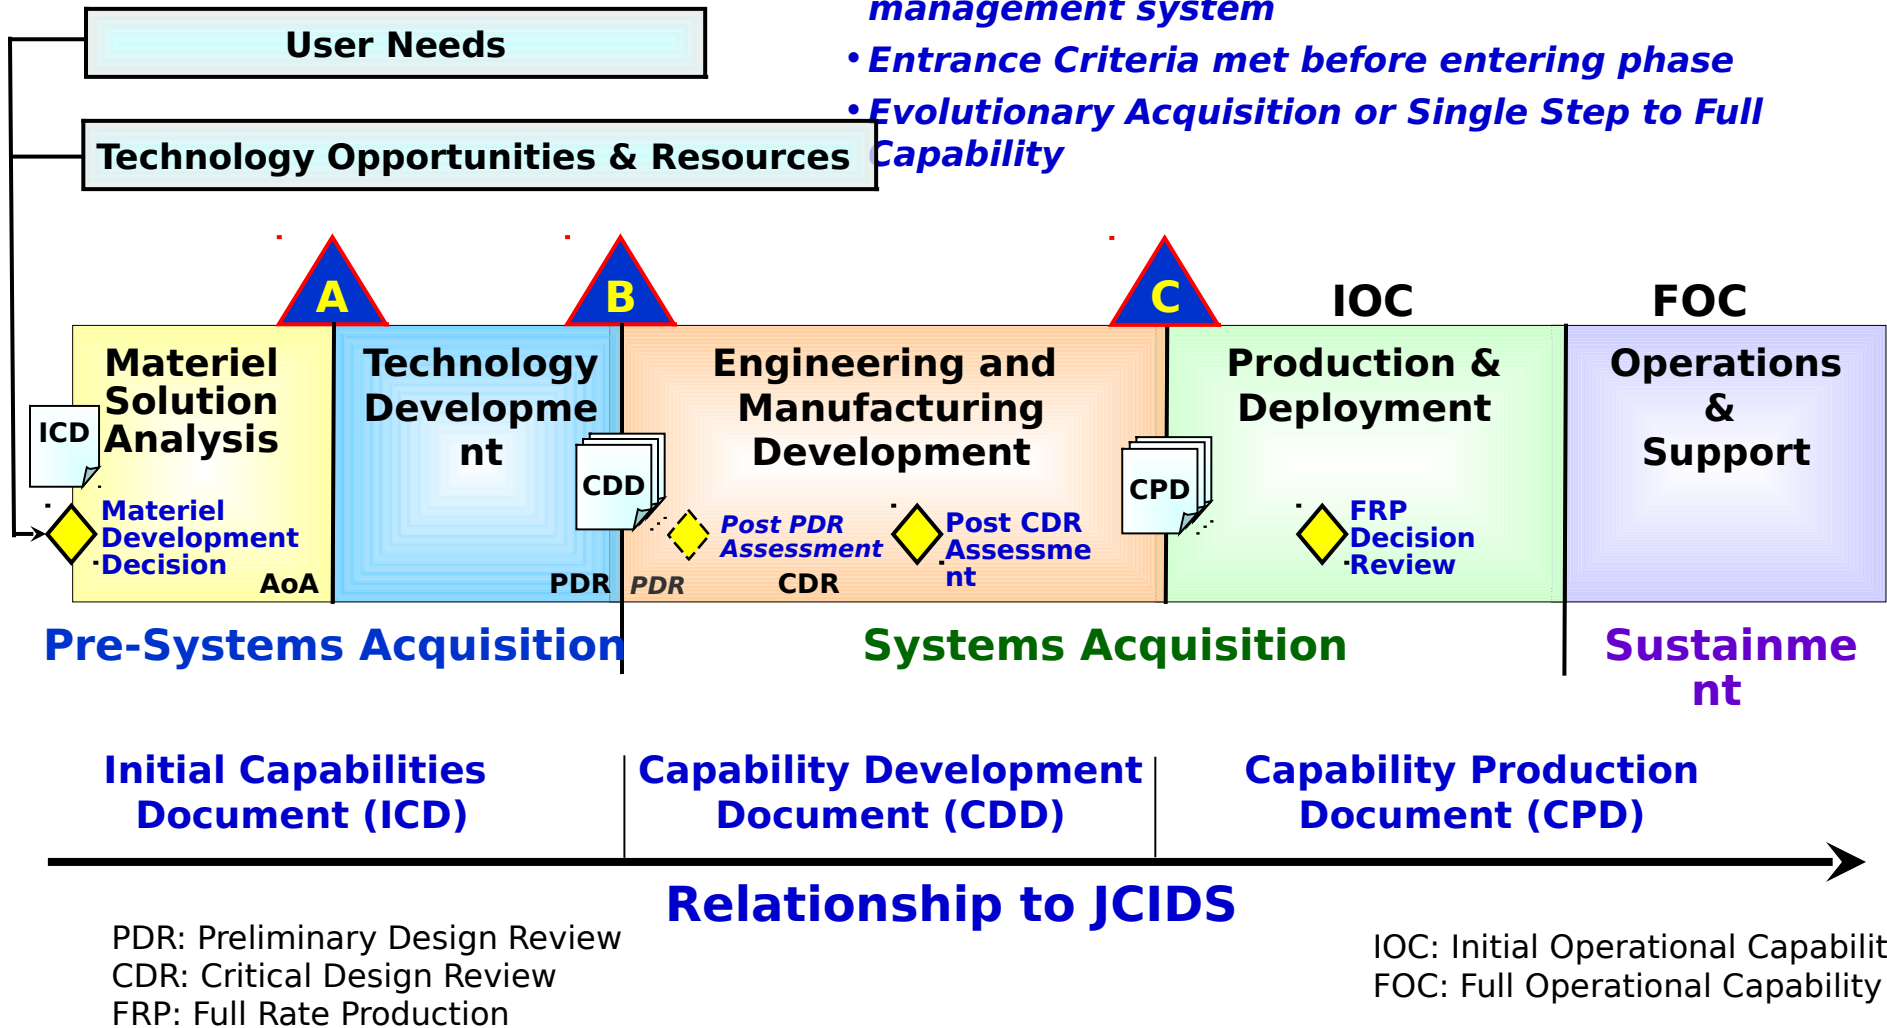 management system
User Needs
• Entrance Criteria met before entering phase
• Evolutionary Acquisition or Single Step to Full
Capability
Technology Opportunities & Resources
A
B
C
IOC
FOC
Materiel
Solution
Analysis
Technology
Developme
nt
Engineering and
Manufacturing
Development
Production &
Deployment
Operations
&
Support
ICD
CDD
CPD
Materiel
Development
Decision
AoA
PDR
PDR
Post PDR
Assessment
CDR
Post CDR
Assessme
nt
FRP
Decision
Review
Pre-Systems Acquisition
Systems Acquisition
Sustainme
nt
Initial Capabilities
Document (ICD)
Capability Development
Document (CDD)
Capability Production
Document (CPD)
Relationship to JCIDS
PDR: Preliminary Design Review
CDR: Critical Design Review
FRP: Full Rate Production
IOC: Initial Operational Capabilit
FOC: Full Operational Capability